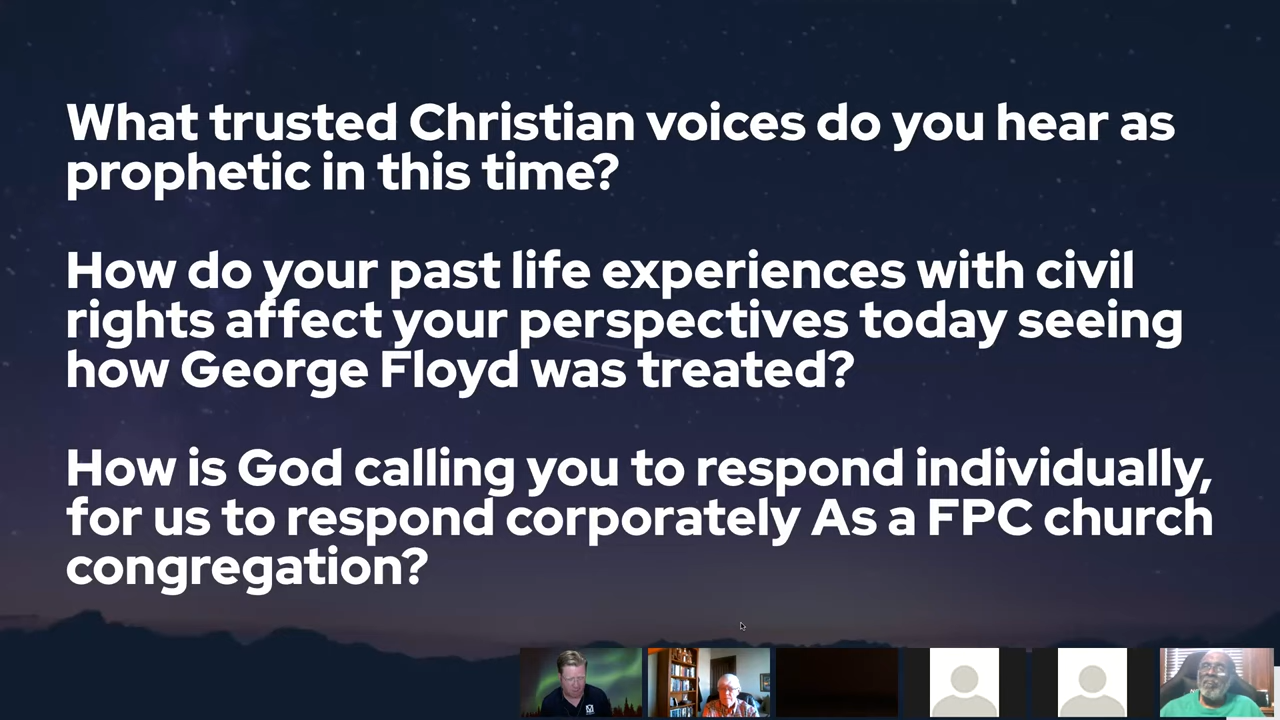 What trusted Christian voices do you hear as
prophetic in this time?
How do your past life experiences with civil
rights affect your perspectives today seeing
how George Floyd was treated?
How is God calling you to respond individually,
for us to respond corporately As a FPC church
congregation?